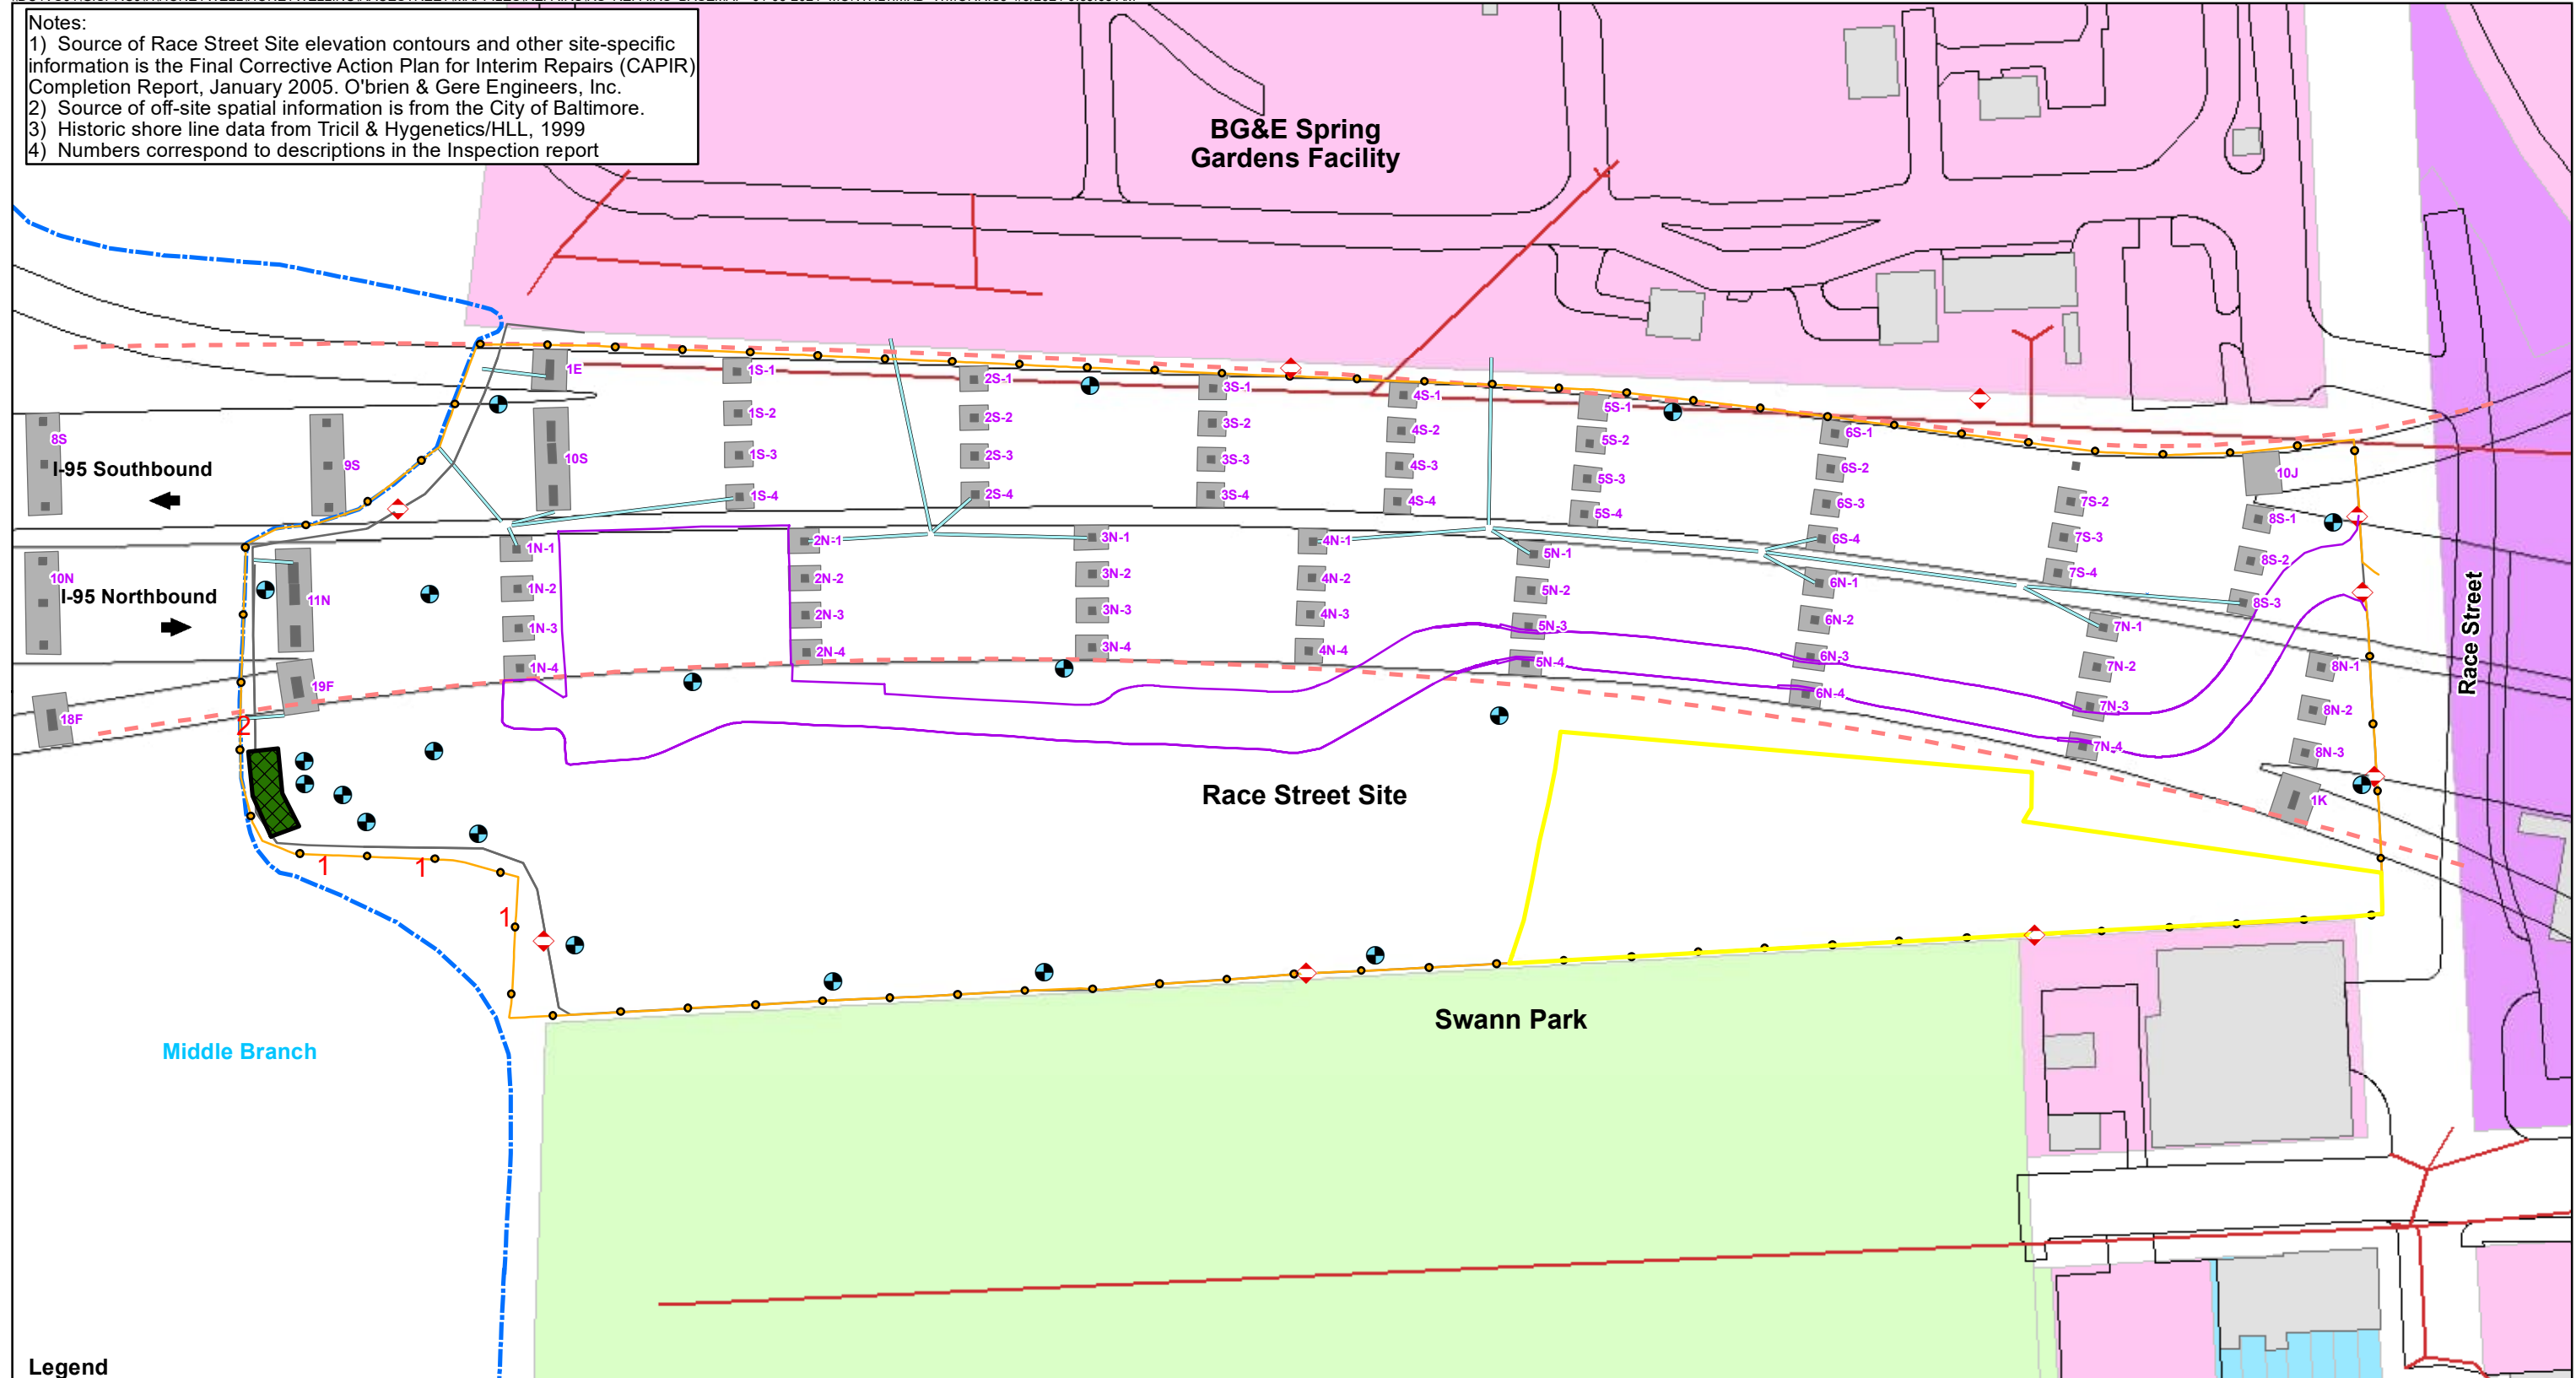 Notes:
1) Source of Race Street Site elevation contours and other site-specific
information is the Final Corrective Action Plan for Interim Repairs (CAPIR)
Completion Report, January 2005. O'brien & Gere Engineers, Inc.
2) Source of off-site spatial information is from the City of Baltimore.
3) Historic shore line data from Tricil & Hygenetics/HLL, 1999
4) Numbers correspond to descriptions in the Inspection report
BG&E Spring
Gardens Facility
1E
1S-1
2S-1
3S-1
4S-1
5S-1
6S-1
1S-2
2S-2
3S-2
4S-2
5S-2
6S-2
8S
9S
10S
1S-3
2S-3
3S-3
4S-3
5S-3
6S-3
10J
I-95 Southbound
1S-4
2S-4
3S-4
4S-4
5S-4
6S-4
7S-2
7S-3
7S-4
8S-1
8S-2
8S-3
1N-1
2N-1
3N-1
4N-1
5N-1
6N-1
7N-1
10N
11N
I-95 Northbound
1N-2
2N-2
3N-2
4N-2
5N-2
6N-2
7N-2
8N-1
1N-3
2N-3
3N-3
4N-3
5N-3
6N-3
7N-3
8N-2
1N-4
2N-4
3N-4
4N-4
5N-4
6N-4
7N-4
8N-3
Race Street
19F
18F
2
1K
Race Street Site
1
1
1
Swann Park
Middle Branch
Legend